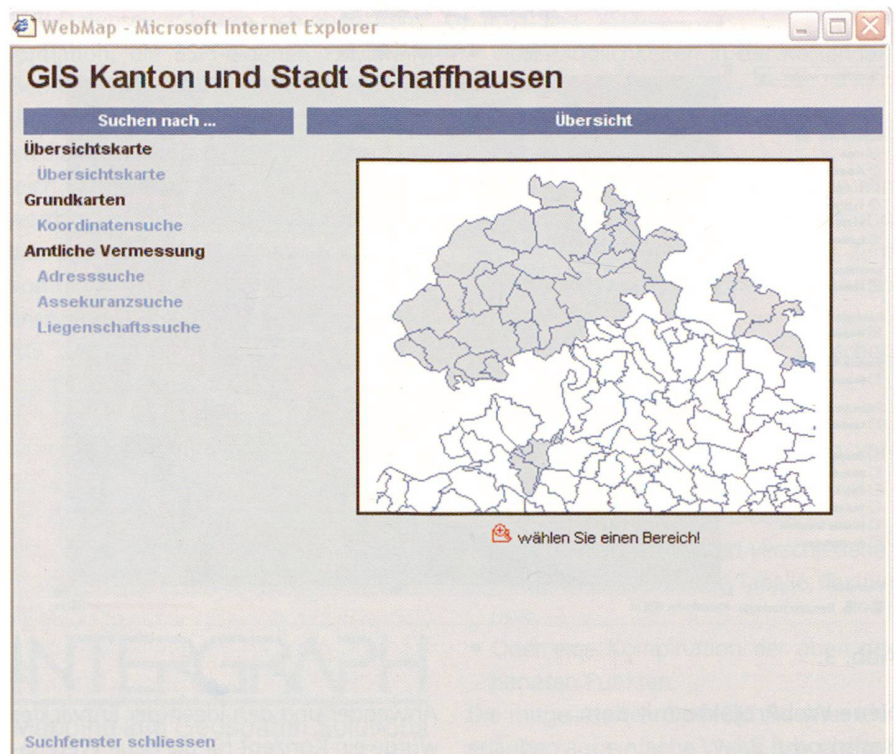 WebMap - Microsoft Internet Explorer
GIS Kanton und Stadt Schaffhausen
Suchen nach ...
Übersichtskarte
Übersichtskarte
Grundkarten
Koordinatensuche
Amtliche Vermessung
Adresssuche
Assekuranzsuche
Liegenschaftssuche
Übersicht
wählen Sie einen Bereich!
Suchfenster schliessen